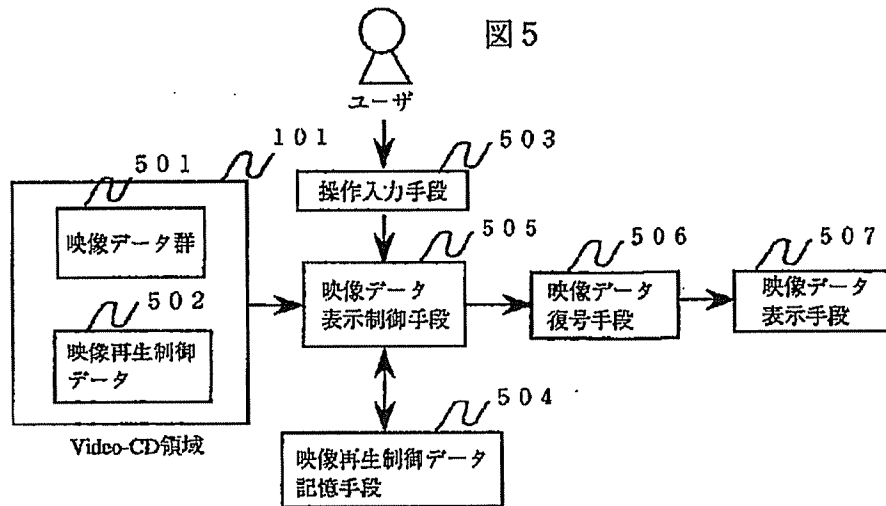 図5
ユーザ
101
501
503
操作入力手段
映像データ群
505
506
507
502
映像データ
表示制御手段
映像データ
復号手段
映像データ
表示手段
映像再生制御
データ
504
Video-CD領域
映像再生制御データ
記憶手段